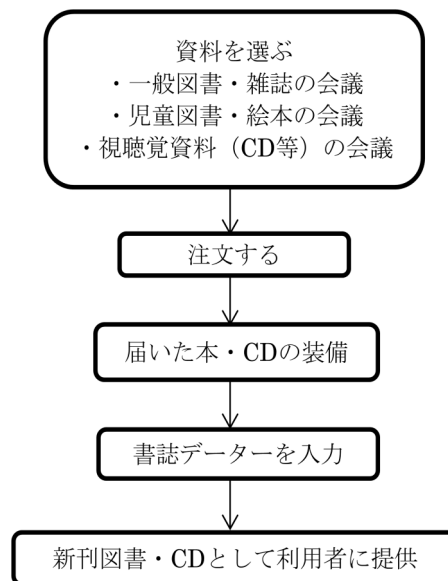 資料を選ぶ
・一般図書・雑誌の会議
・児童図書・絵本の会議
・視聴覚資料（CD等）の会議
注文する
届いた本・CDの装備
書誌データーを入力
新刊図書・CDとして利用者に提供